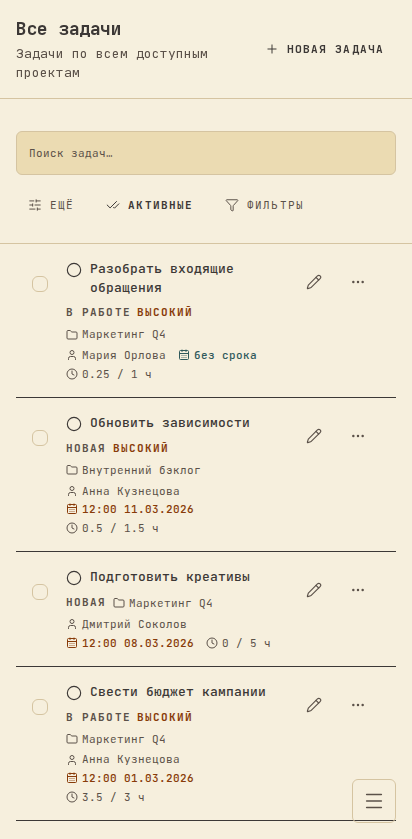 Все задачи
Задачи по всем доступным
проектам
НОВАЯ ЗАДАЧА
Поиск задач…
ЕЩЁ АКТИВНЫЕ ФИЛЬТРЫ
Разобрать входящие
обращения
В РАБОТЕ ВЫСОКИЙ
Маркетинг Q4
Мария Орлова без срока
0.25 / 1 ч
Обновить зависимости
НОВАЯ ВЫСОКИЙ
Внутренний бэклог
Анна Кузнецова
12:00 11.03.2026
0.5 / 1.5 ч
Подготовить креативы
НОВАЯ Маркетинг Q4
Дмитрий Соколов
12:00 08.03.2026 0 / 5 ч
Свести бюджет кампании
В РАБОТЕ ВЫСОКИЙ
Маркетинг Q4
Анна Кузнецова
12:00 01.03.2026
3.5 / 3 ч